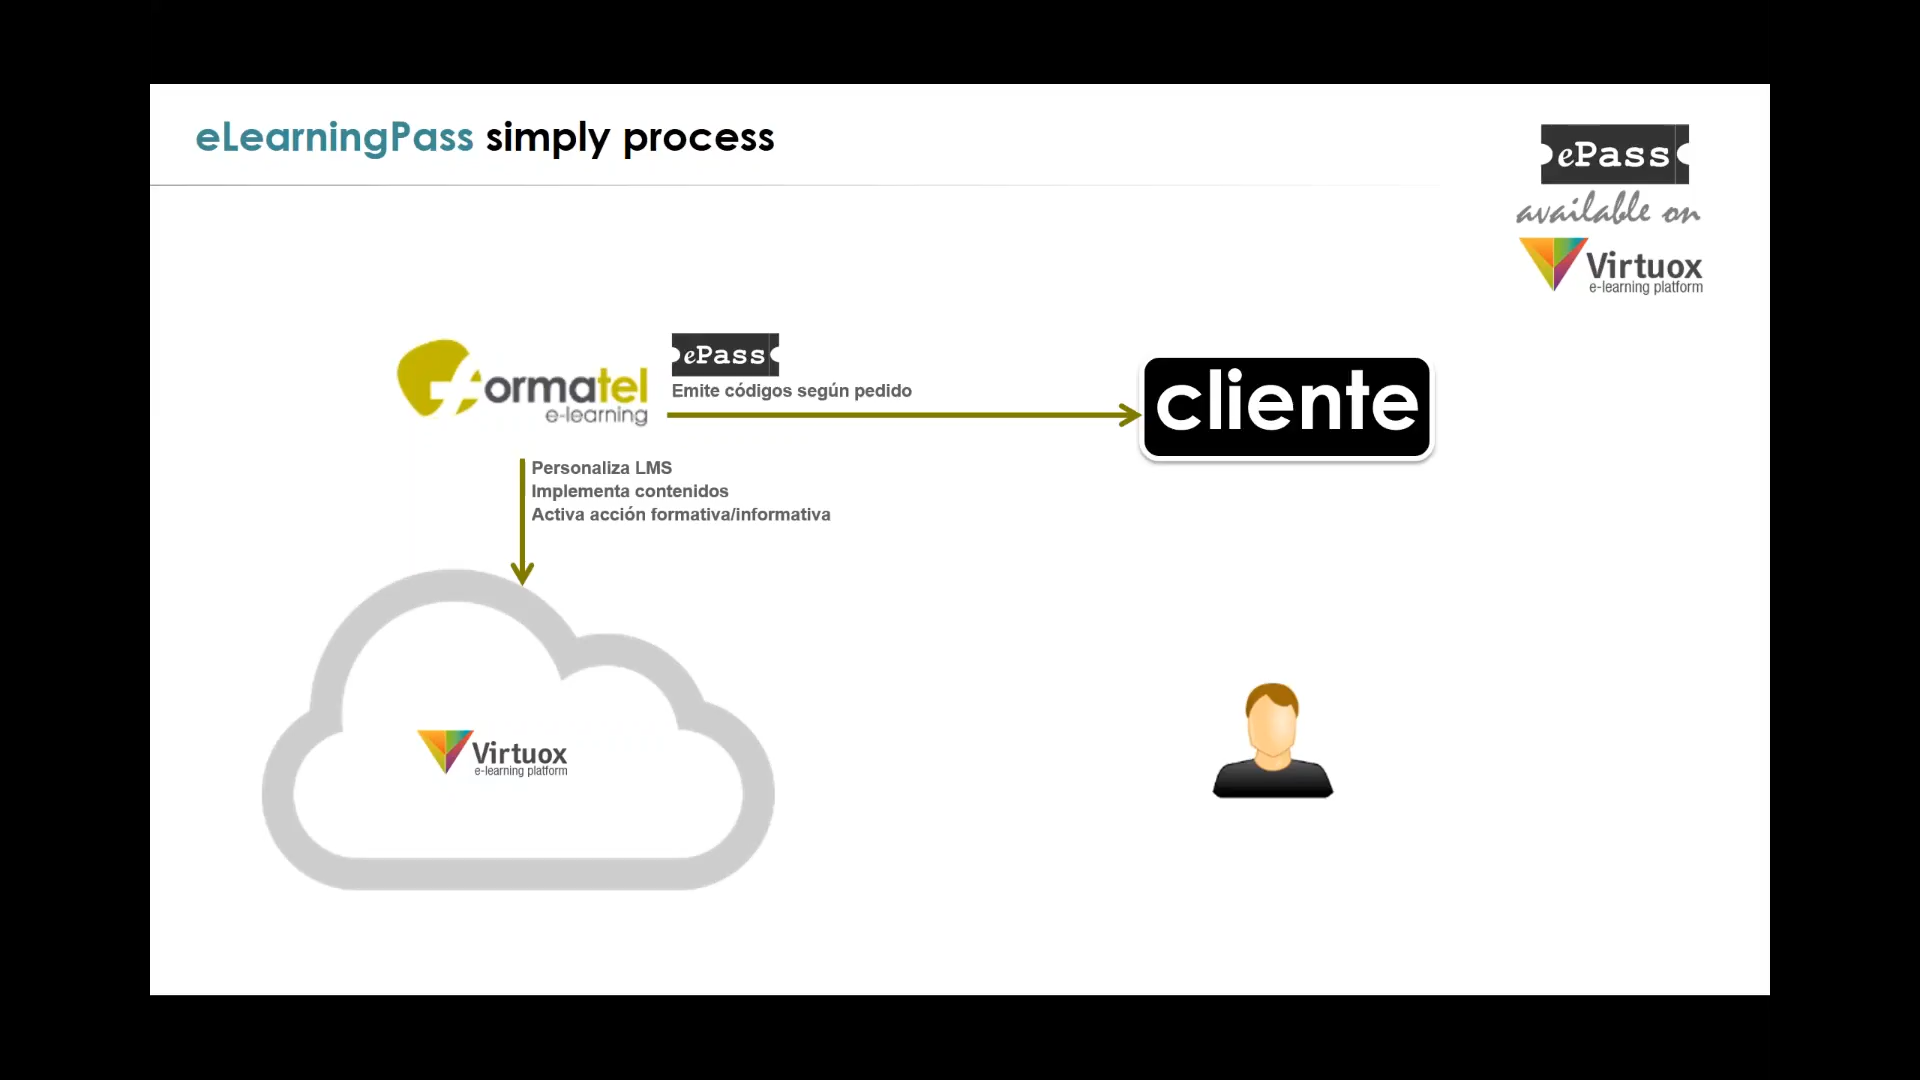 eLearningPass simply process
ePass
available on
Virtuox
e-learning platform
formatel
e-learning
ePass
Emite códigos según pedido
cliente
Personaliza LMS
Implementa contenidos
Activa acción formativa/informativa
Virtuox
e-learning platform